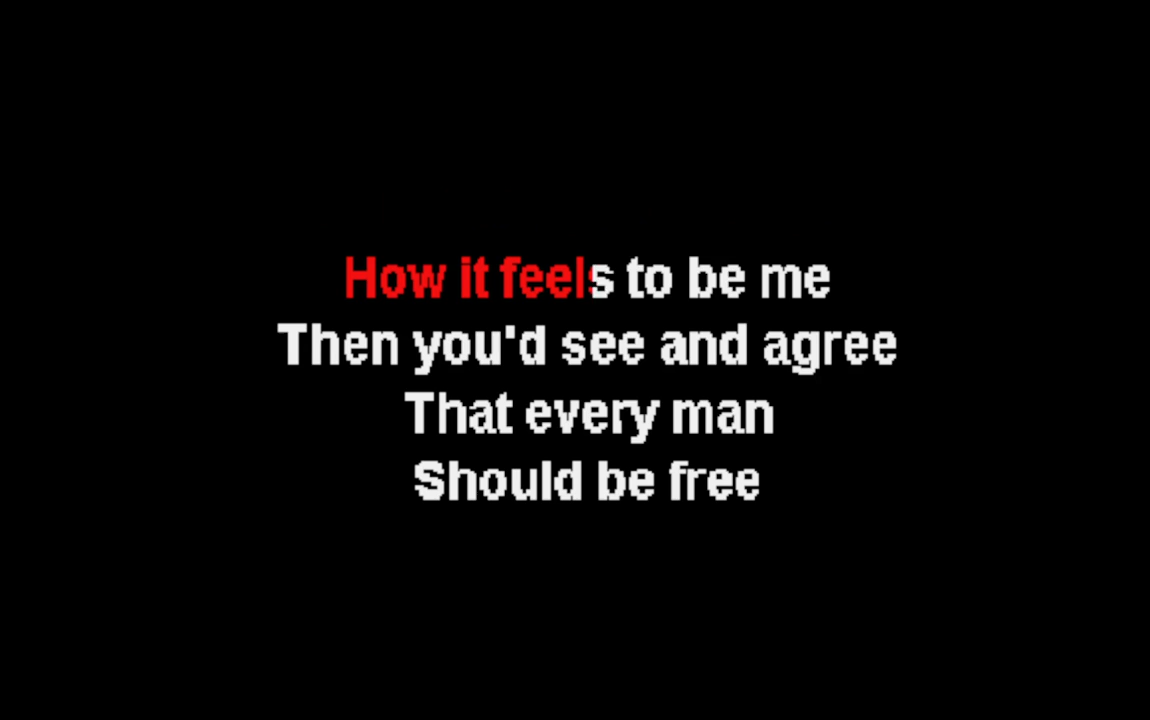 How it feels to be me
Then you'd see and agree
That every man
Should be free